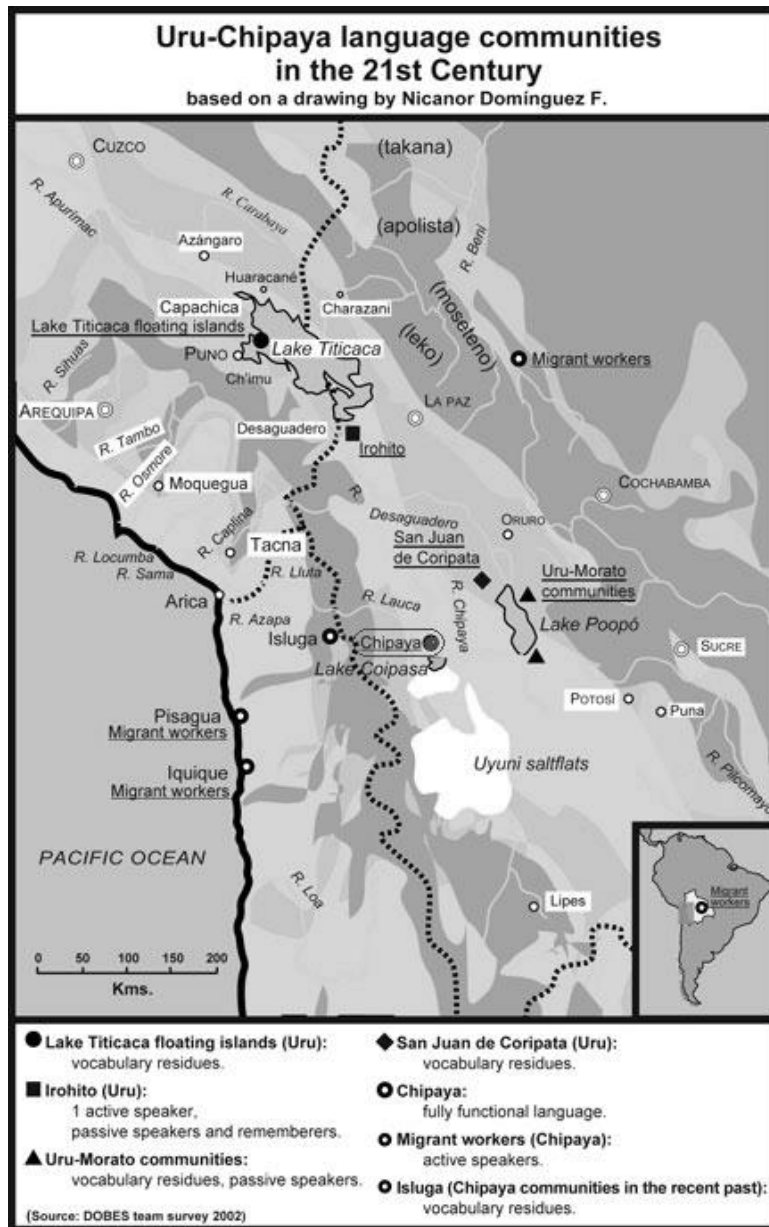 Uru-Chipaya language communities
in the 21st Century
based on a drawing by Nicanor Domínguez F.
CUZCO
(takana)
R. Apurímac
R. Carabaya
(apolista)
R. Beni
Azángaro
Huaracané
Charazani
Capachica
(moseteno)
Lake Titicaca floating islands
(leko)
Lake Titicaca
PUNO
Migrant workers
R. Sihuas
Ch'imu
AREQUIPA
LA PAZ
R. Tambo
Desaguadero
Irohito
R. Osmore
Moquegua
R.
Desaguadero
COCHABAMBA
ORURO
San Juan
de Coripata
R. Caplina
Tacna
R. Locumba
R. Sama
R. Lluta
Uru-Morato
communities
R. Lauca
R. Chipaya
Arica
R. Azapa
Lake Poopó
Isluga
Chipaya
SUCRE
Lake Coipasa
POTOSÍ
Puna
Pisagua
Migrant workers
R. Pilcomayo
Iquique
Migrant workers
Uyuni saltflats
PACIFIC OCEAN
R. Loa
Lipes
Migrant
workers
0 50 100 150 200
Kms.
Lake Titicaca floating islands (Uru):
vocabulary residues.
Irohito (Uru):
1 active speaker,
passive speakers and rememberers.
Uru-Morato communities:
vocabulary residues, passive speakers.
(Source: DOBES team survey 2002)
San Juan de Coripata (Uru):
vocabulary residues.
Chipaya:
fully functional language.
Migrant workers (Chipaya):
active speakers.
Isluga (Chipaya communities in the recent past):
vocabulary residues.